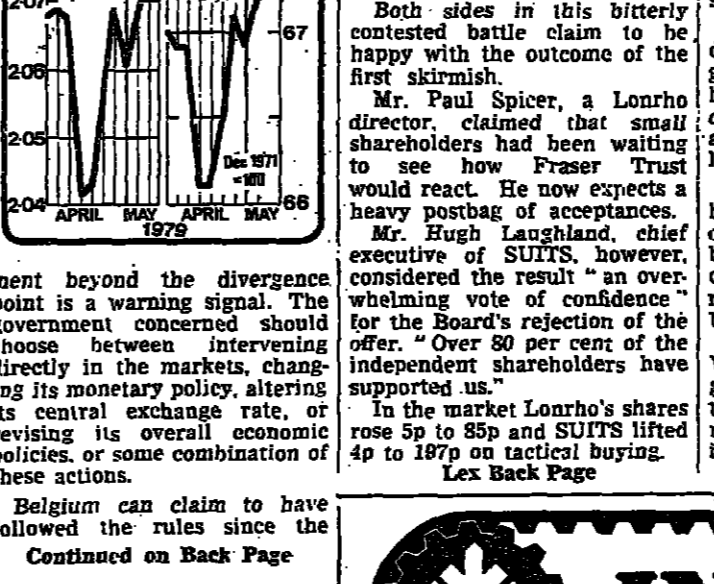 2·07
2·06
2·05
2·04
67
66
Dec 1971
=100
APRIL MAY APRIL MAY
1979
ment beyond the divergence
point is a warning signal. The
government concerned should
choose between intervening
directly in the markets, chang-
ing its monetary policy, altering
its central exchange rate, or
revising its overall economic
policies, or some combination of
these actions.
Belgium can claim to have
followed the rules since the
Continued on Back Page
Both sides in this bitterly
contested battle claim to be
happy with the outcome of the
first skirmish.
Mr. Paul Spicer, a Lonrho
director, claimed that small
shareholders had been waiting
to see how Fraser Trust
would react. He now expects a
heavy postbag of acceptances.
Mr. Hugh Laughland, chief
executive of SUITS, however,
considered the result " an over-
whelming vote of confidence "
for the Board's rejection of the
offer. " Over 80 per cent of the
independent shareholders have
supported us."
In the market Lonrho's shares
rose 5p to 85p and SUITS lifted
4p to 187p on tactical buying.
Lex Back Page